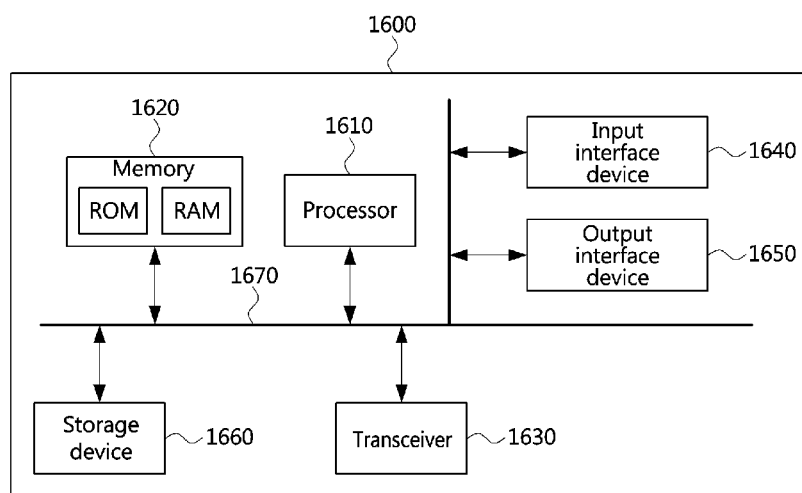 1600
1620
1610
Memory
ROM RAM
Processor
Input
interface
device
1640
Output
interface
device
1650
1670
Storage
device
1660
Transceiver
1630